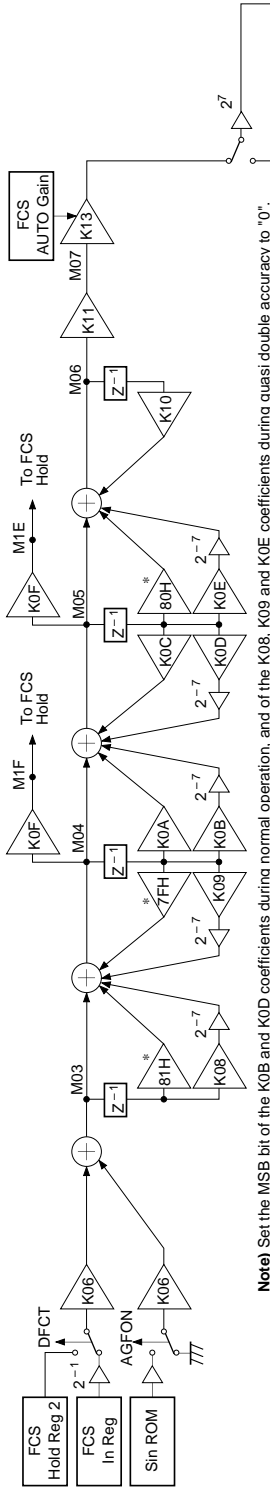 FCS
Hold Reg 2
FCS
In Reg
Sin ROM
2⁻¹
DFCT
AGFON
K06
K06
M03
Z⁻¹
*
81H
K08
2⁻⁷
M04
K0F
M1F
To FCS
Hold
Z⁻¹
*
7FH
K09
2⁻⁷
K0A
K0B
2⁻⁷
M05
K0F
M1E
To FCS
Hold
Z⁻¹
K0C
K0D
2⁻⁷
*
80H
K0E
2⁻⁷
M06
Z⁻¹
K10
K11
M07
K13
FCS
AUTO Gain
2⁷
Note) Set the MSB bit of the K0B and K0D coefficients during normal operation, and of the K08, K09 and K0E coefficients during quasi double accuracy to "0".